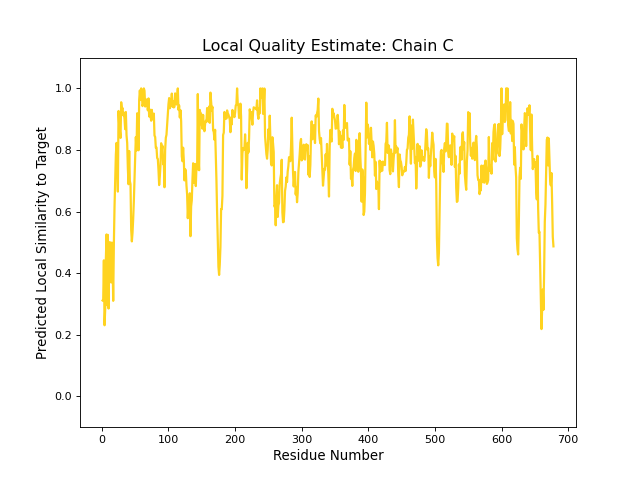 Local Quality Estimate: Chain C
Predicted Local Similarity to Target
1.0
0.8
0.6
0.4
0.2
0.0
0 100 200 300 400 500 600 700
Residue Number